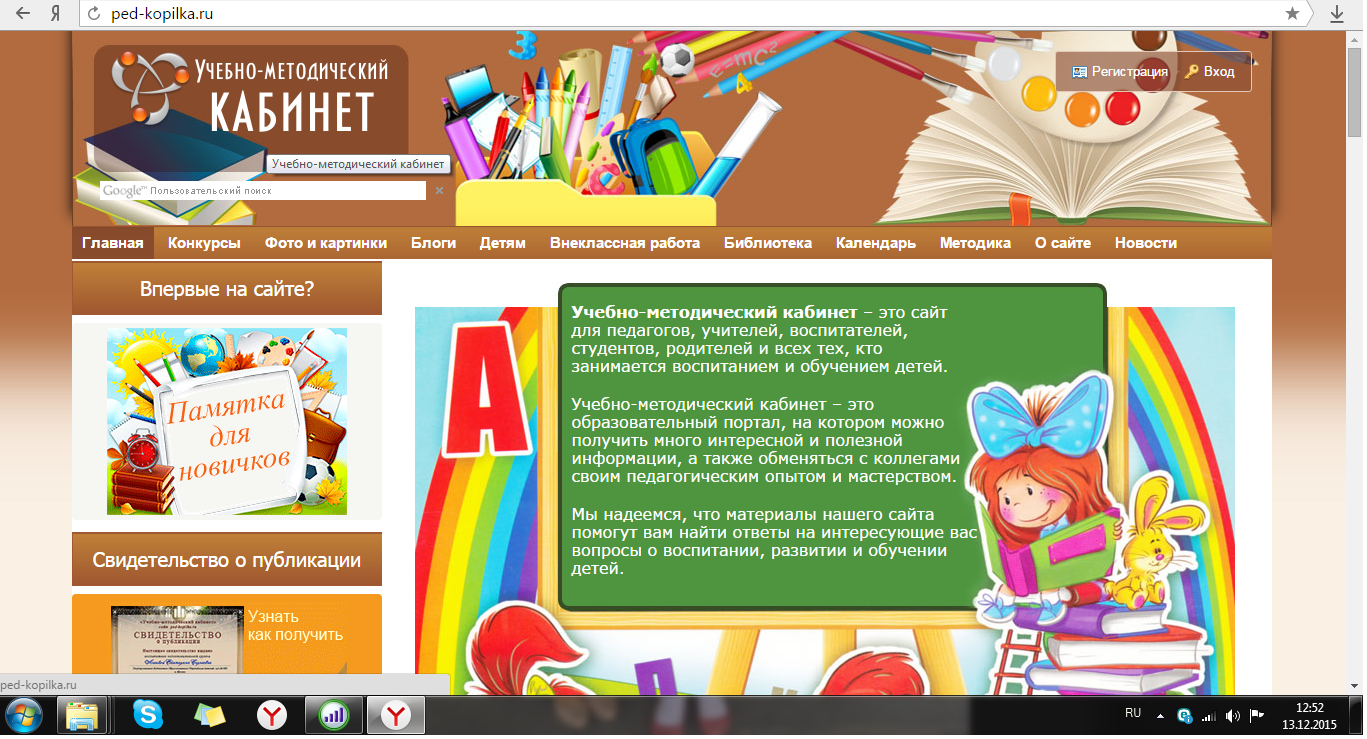 Я
ped-kopilka.ru
Учебно-методический
КАБИНЕТ
E=mc²
3
4
Регистрация
Вход
Учебно-методический кабинет
Google™ Пользовательский поиск
Главная Конкурсы Фото и картинки Блоги Детям Внеклассная работа Библиотека Календарь Методика О сайте Новости
Впервые на сайте?
Памятка
для
новичков
Свидетельство о публикации
СВИДЕТЕЛЬСТВО
Узнать
как получить
А
Учебно-методический кабинет – это сайт
для педагогов, учителей, воспитателей,
студентов, родителей и всех тех, кто
занимается воспитанием и обучением детей.
Учебно-методический кабинет – это
образовательный портал, на котором можно
получить много интересной и полезной
информации, а также обменяться с коллегами
своим педагогическим опытом и мастерством.
Мы надеемся, что материалы нашего сайта
помогут вам найти ответы на интересующие вас
вопросы о воспитании, развитии и обучении
детей.
ped-kopilka.ru
RU
12:52
13.12.2015